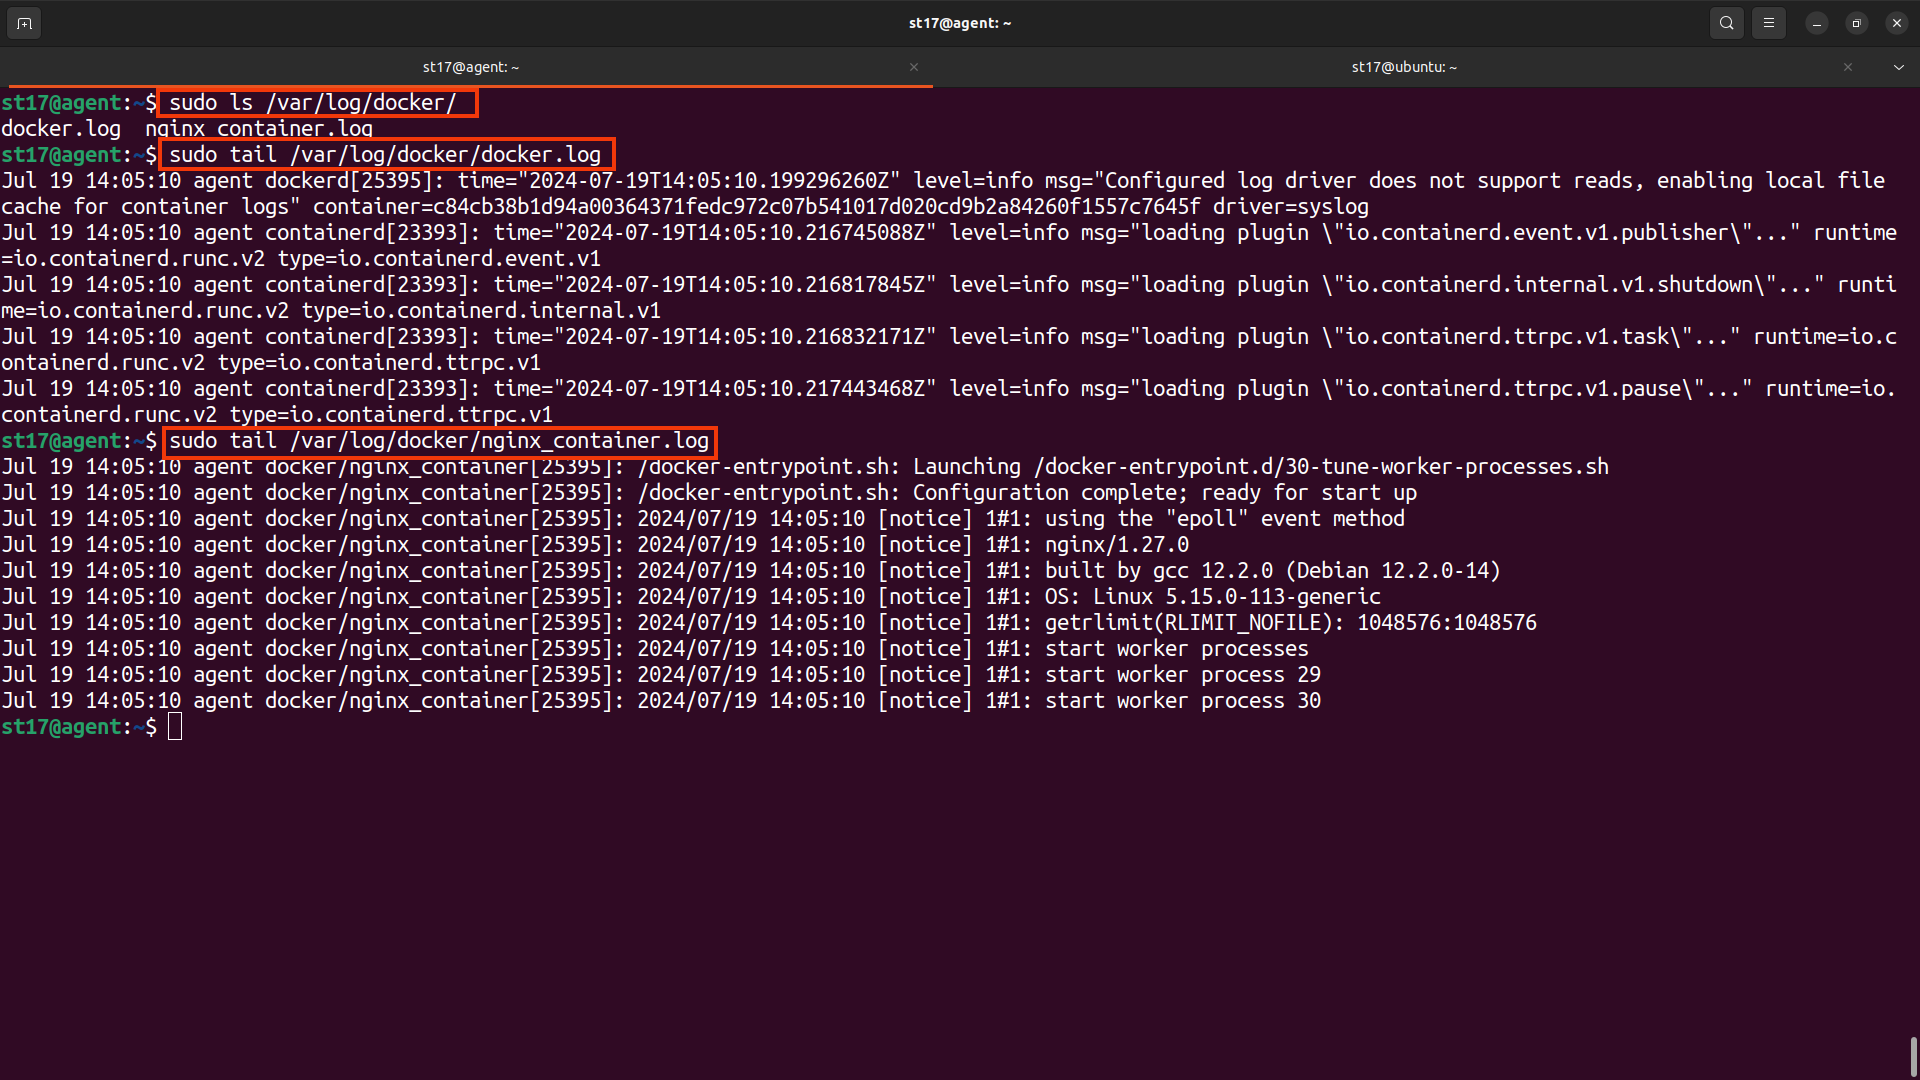 st17@agent: ~
st17@agent: ~
st17@ubuntu: ~
st17@agent:~$ sudo ls /var/log/docker/
docker.log  nginx_container.log
st17@agent:~$ sudo tail /var/log/docker/docker.log
Jul 19 14:05:10 agent dockerd[25395]: time="2024-07-19T14:05:10.199296260Z" level=info msg="Configured log driver does not support reads, enabling local file
cache for container logs" container=c84cb38b1d94a00364371fedc972c07b541017d020cd9b2a84260f1557c7645f driver=syslog
Jul 19 14:05:10 agent containerd[23393]: time="2024-07-19T14:05:10.216745088Z" level=info msg="loading plugin \"io.containerd.event.v1.publisher\"..." runtime
=io.containerd.runc.v2 type=io.containerd.event.v1
Jul 19 14:05:10 agent containerd[23393]: time="2024-07-19T14:05:10.216817845Z" level=info msg="loading plugin \"io.containerd.internal.v1.shutdown\"..." runti
me=io.containerd.runc.v2 type=io.containerd.internal.v1
Jul 19 14:05:10 agent containerd[23393]: time="2024-07-19T14:05:10.216832171Z" level=info msg="loading plugin \"io.containerd.ttrpc.v1.task\"..." runtime=io.c
ontainerd.runc.v2 type=io.containerd.ttrpc.v1
Jul 19 14:05:10 agent containerd[23393]: time="2024-07-19T14:05:10.217443468Z" level=info msg="loading plugin \"io.containerd.ttrpc.v1.pause\"..." runtime=io.
containerd.runc.v2 type=io.containerd.ttrpc.v1
st17@agent:~$ sudo tail /var/log/docker/nginx_container.log
Jul 19 14:05:10 agent docker/nginx_container[25395]: /docker-entrypoint.sh: Launching /docker-entrypoint.d/30-tune-worker-processes.sh
Jul 19 14:05:10 agent docker/nginx_container[25395]: /docker-entrypoint.sh: Configuration complete; ready for start up
Jul 19 14:05:10 agent docker/nginx_container[25395]: 2024/07/19 14:05:10 [notice] 1#1: using the "epoll" event method
Jul 19 14:05:10 agent docker/nginx_container[25395]: 2024/07/19 14:05:10 [notice] 1#1: nginx/1.27.0
Jul 19 14:05:10 agent docker/nginx_container[25395]: 2024/07/19 14:05:10 [notice] 1#1: built by gcc 12.2.0 (Debian 12.2.0-14)
Jul 19 14:05:10 agent docker/nginx_container[25395]: 2024/07/19 14:05:10 [notice] 1#1: OS: Linux 5.15.0-113-generic
Jul 19 14:05:10 agent docker/nginx_container[25395]: 2024/07/19 14:05:10 [notice] 1#1: getrlimit(RLIMIT_NOFILE): 1048576:1048576
Jul 19 14:05:10 agent docker/nginx_container[25395]: 2024/07/19 14:05:10 [notice] 1#1: start worker processes
Jul 19 14:05:10 agent docker/nginx_container[25395]: 2024/07/19 14:05:10 [notice] 1#1: start worker process 29
Jul 19 14:05:10 agent docker/nginx_container[25395]: 2024/07/19 14:05:10 [notice] 1#1: start worker process 30
st17@agent:~$